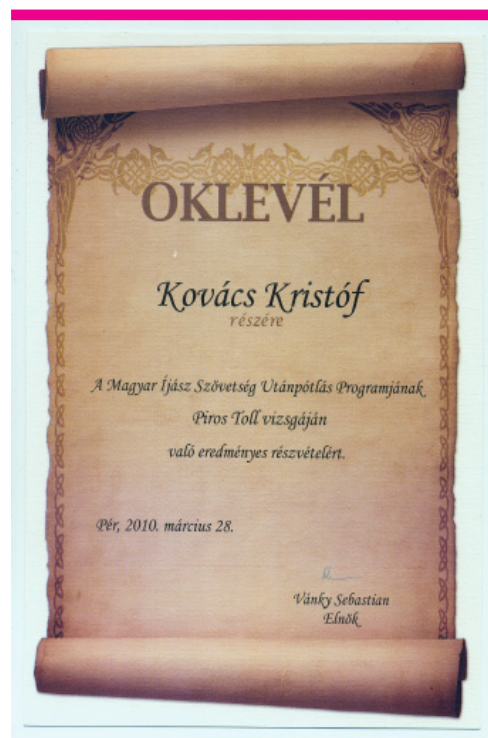 OKLEVÉL
Kovács Kristóf
részére
A Magyar Íjász Szövetség Utánpótlás Programjának
Piros Toll vizsgáján
való eredményes részvételért.
Pér, 2010. március 28.
Vánky Sebastian
Elnök